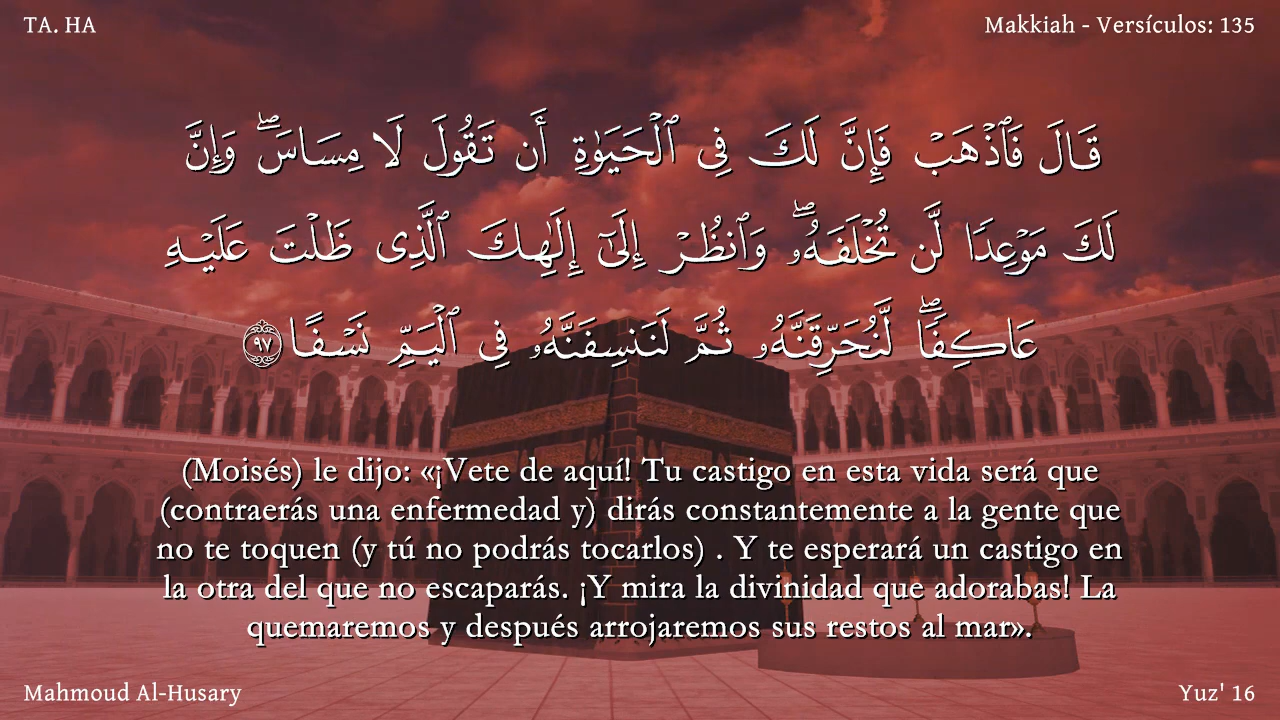 TA. HA
Makkiah - Versículos: 135
قَالَ فَٱذْهَبْ فَإِنَّ لَكَ فِى ٱلْحَيَوٰةِ أَن تَقُولَ لَا مِسَاسَ ۖ وَإِنَّ
لَكَ مَوْعِدًا لَّن تُخْلَفَهُۥ ۖ وَٱنظُرْ إِلَىٰٓ إِلَٰهِكَ ٱلَّذِى ظَلْتَ عَلَيْهِ
عَاكِفًا ۖ لَّنُحَرِّقَنَّهُۥ ثُمَّ لَنَنسِفَنَّهُۥ فِى ٱلْيَمِّ نَسْفًا ٩٧
(Moisés) le dijo: «¡Vete de aquí! Tu castigo en esta vida será que
(contraerás una enfermedad y) dirás constantemente a la gente que
no te toquen (y tú no podrás tocarlos) . Y te esperará un castigo en
la otra del que no escaparás. ¡Y mira la divinidad que adorabas! La
quemaremos y después arrojaremos sus restos al mar».
Mahmoud Al-Husary
Yuz' 16